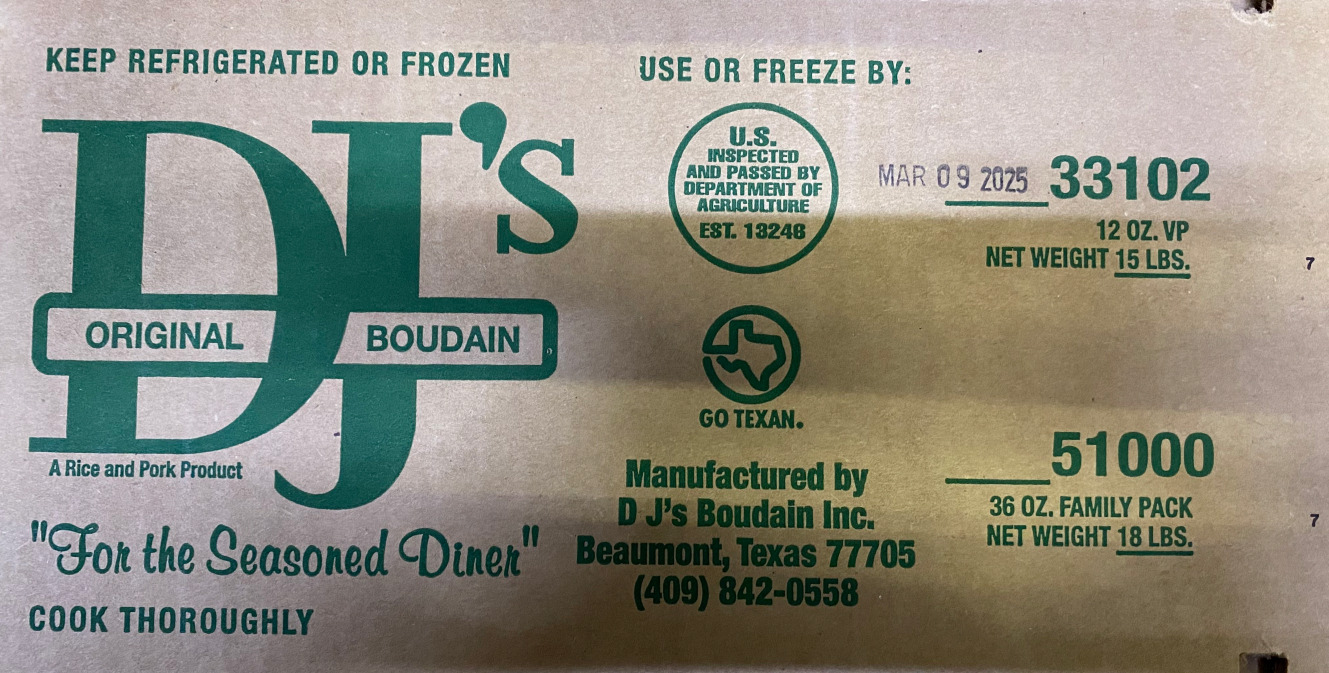 KEEP REFRIGERATED OR FROZEN
DJ's
ORIGINAL BOUDAIN
A Rice and Pork Product
"For the Seasoned Diner"
COOK THOROUGHLY
USE OR FREEZE BY:
U.S.
INSPECTED
AND PASSED BY
DEPARTMENT OF
AGRICULTURE
EST. 13246
GO TEXAN.
Manufactured by
D J's Boudain Inc.
Beaumont, Texas 77705
(409) 842-0558
MAR 09 2025 33102
12 OZ. VP
NET WEIGHT 15 LBS.
7
51000
36 OZ. FAMILY PACK
NET WEIGHT 18 LBS.
7